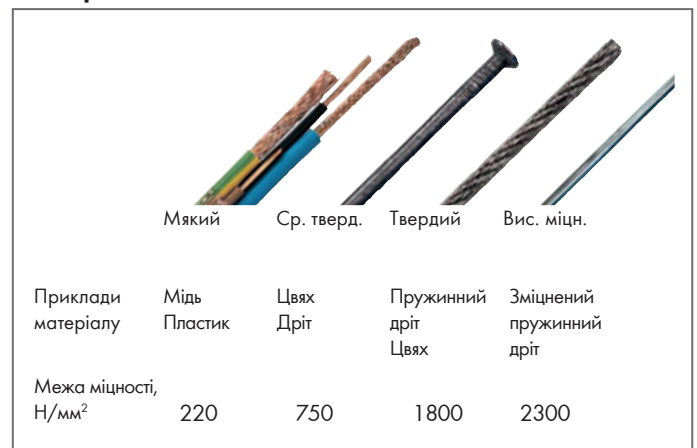 Мякий Ср. тверд. Твердий Вис. міцн.
Приклади Мідь Цвях Пружинний Зміцнений
матеріалу Пластик Дріт дріт пружинний
Цвях дріт
Межа міцності,
Н/мм² 220 750 1800 2300